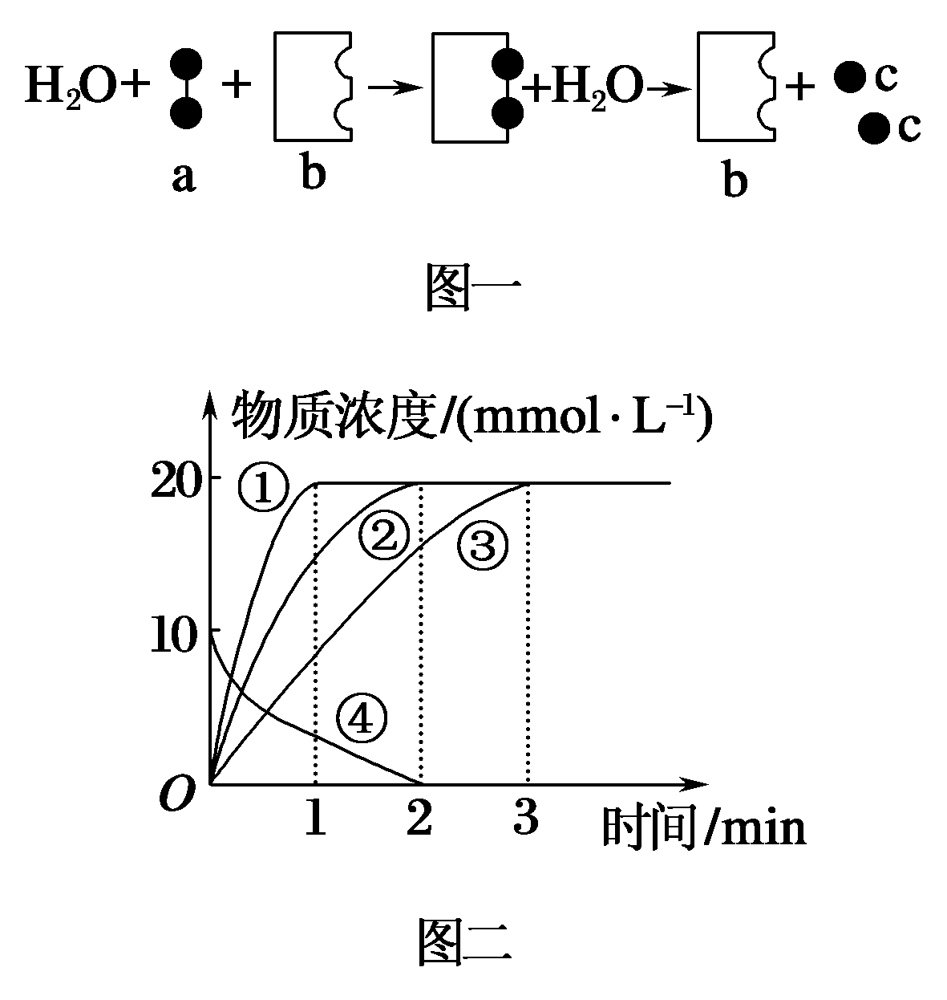 H₂O+ + → +H₂O→ + c
c
a b b
图一
物质浓度/(mmol·L⁻¹)
20 ① ② ③
10 ④
O 1 2 3 时间/min
图二